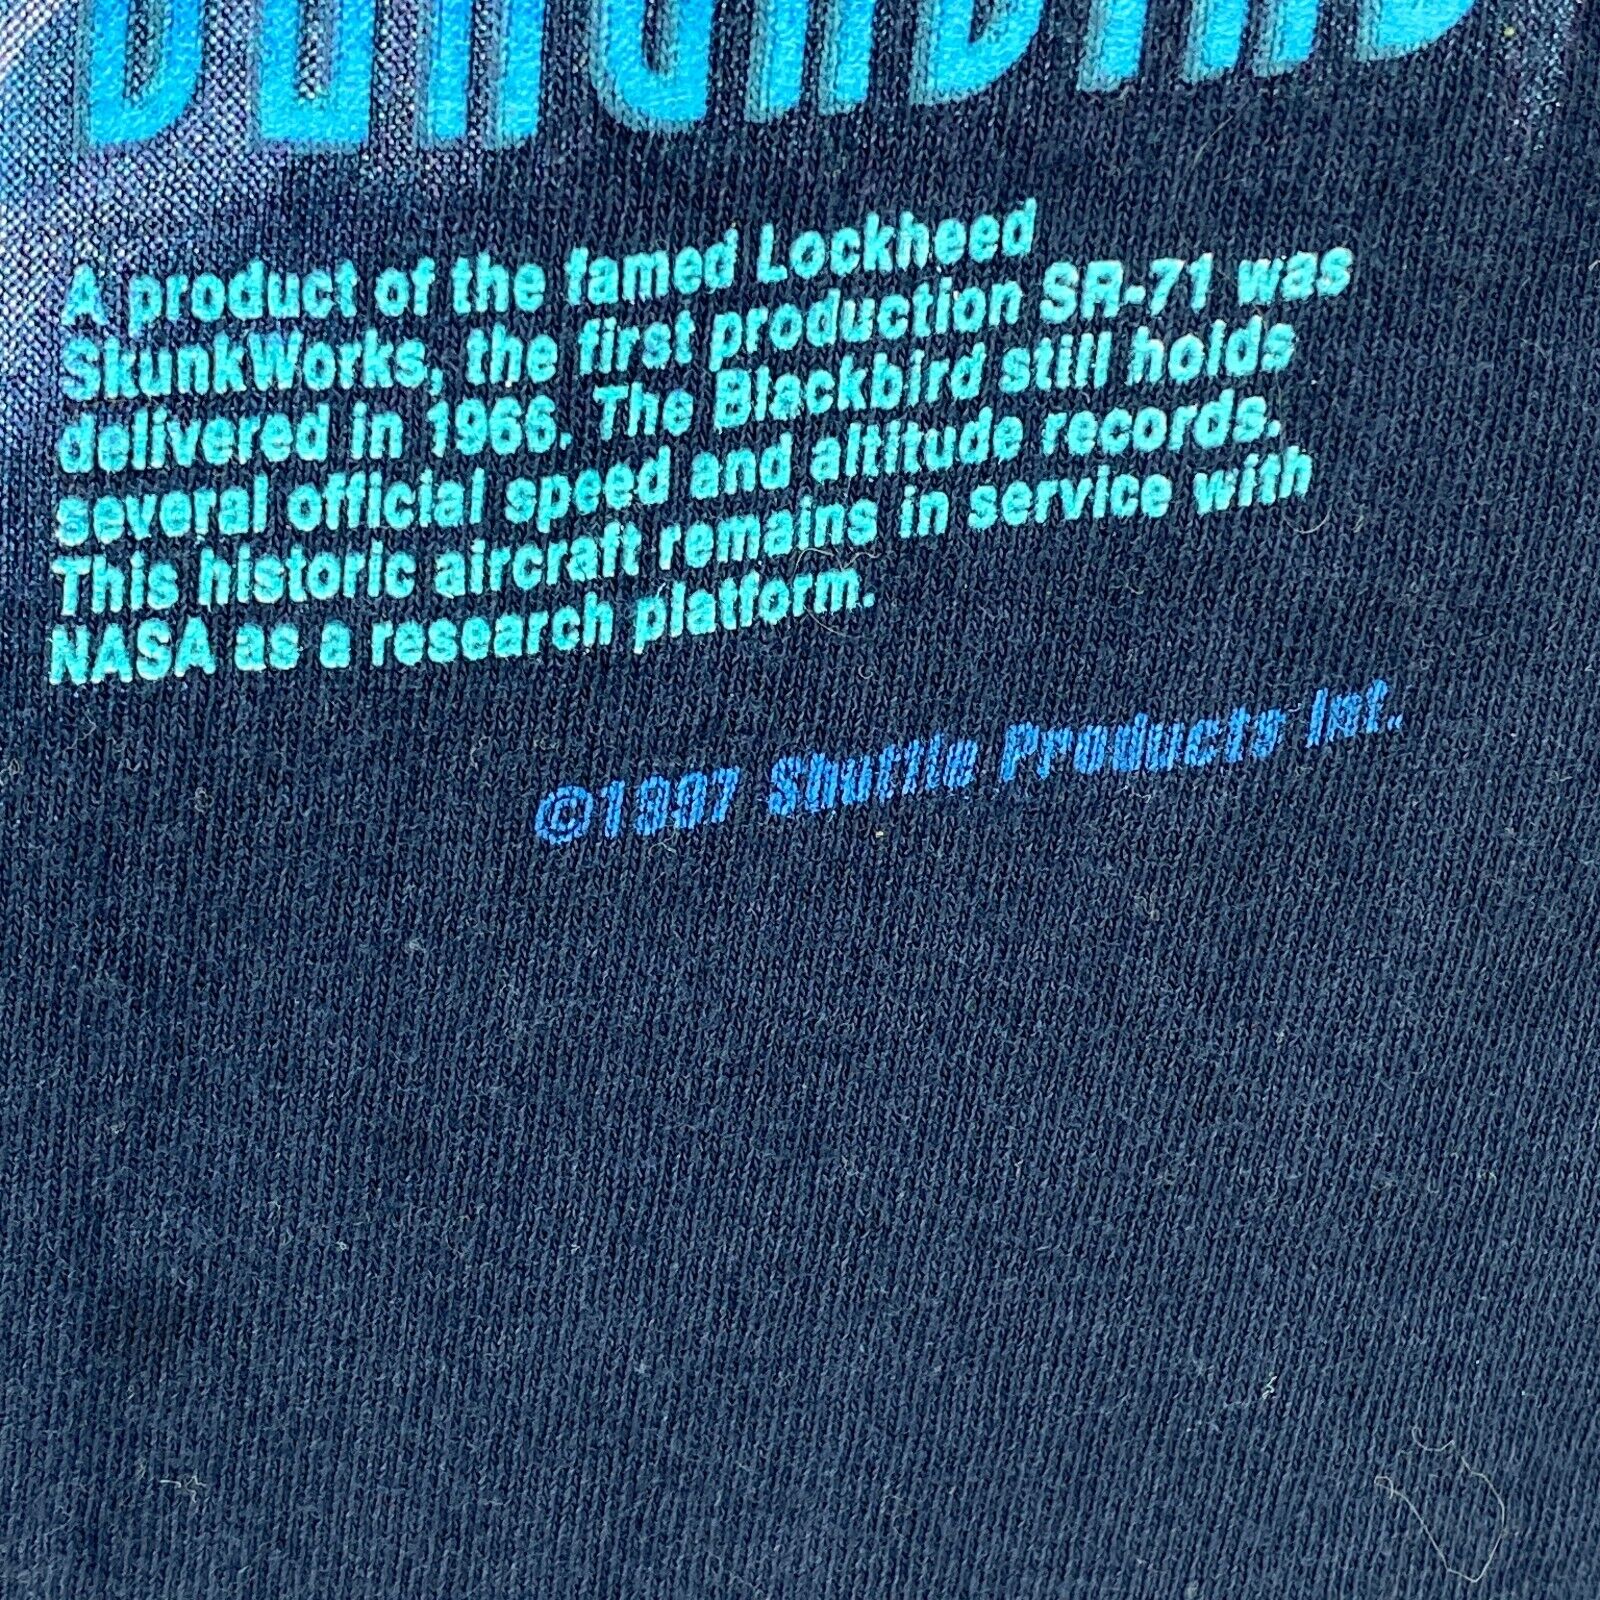 A product of the famed Lockheed
SkunkWorks, the first production SR-71 was
delivered in 1966. The Blackbird still holds
several official speed and altitude records.
This historic aircraft remains in service with
NASA as a research platform.
©1997 Shuttle Products Int.